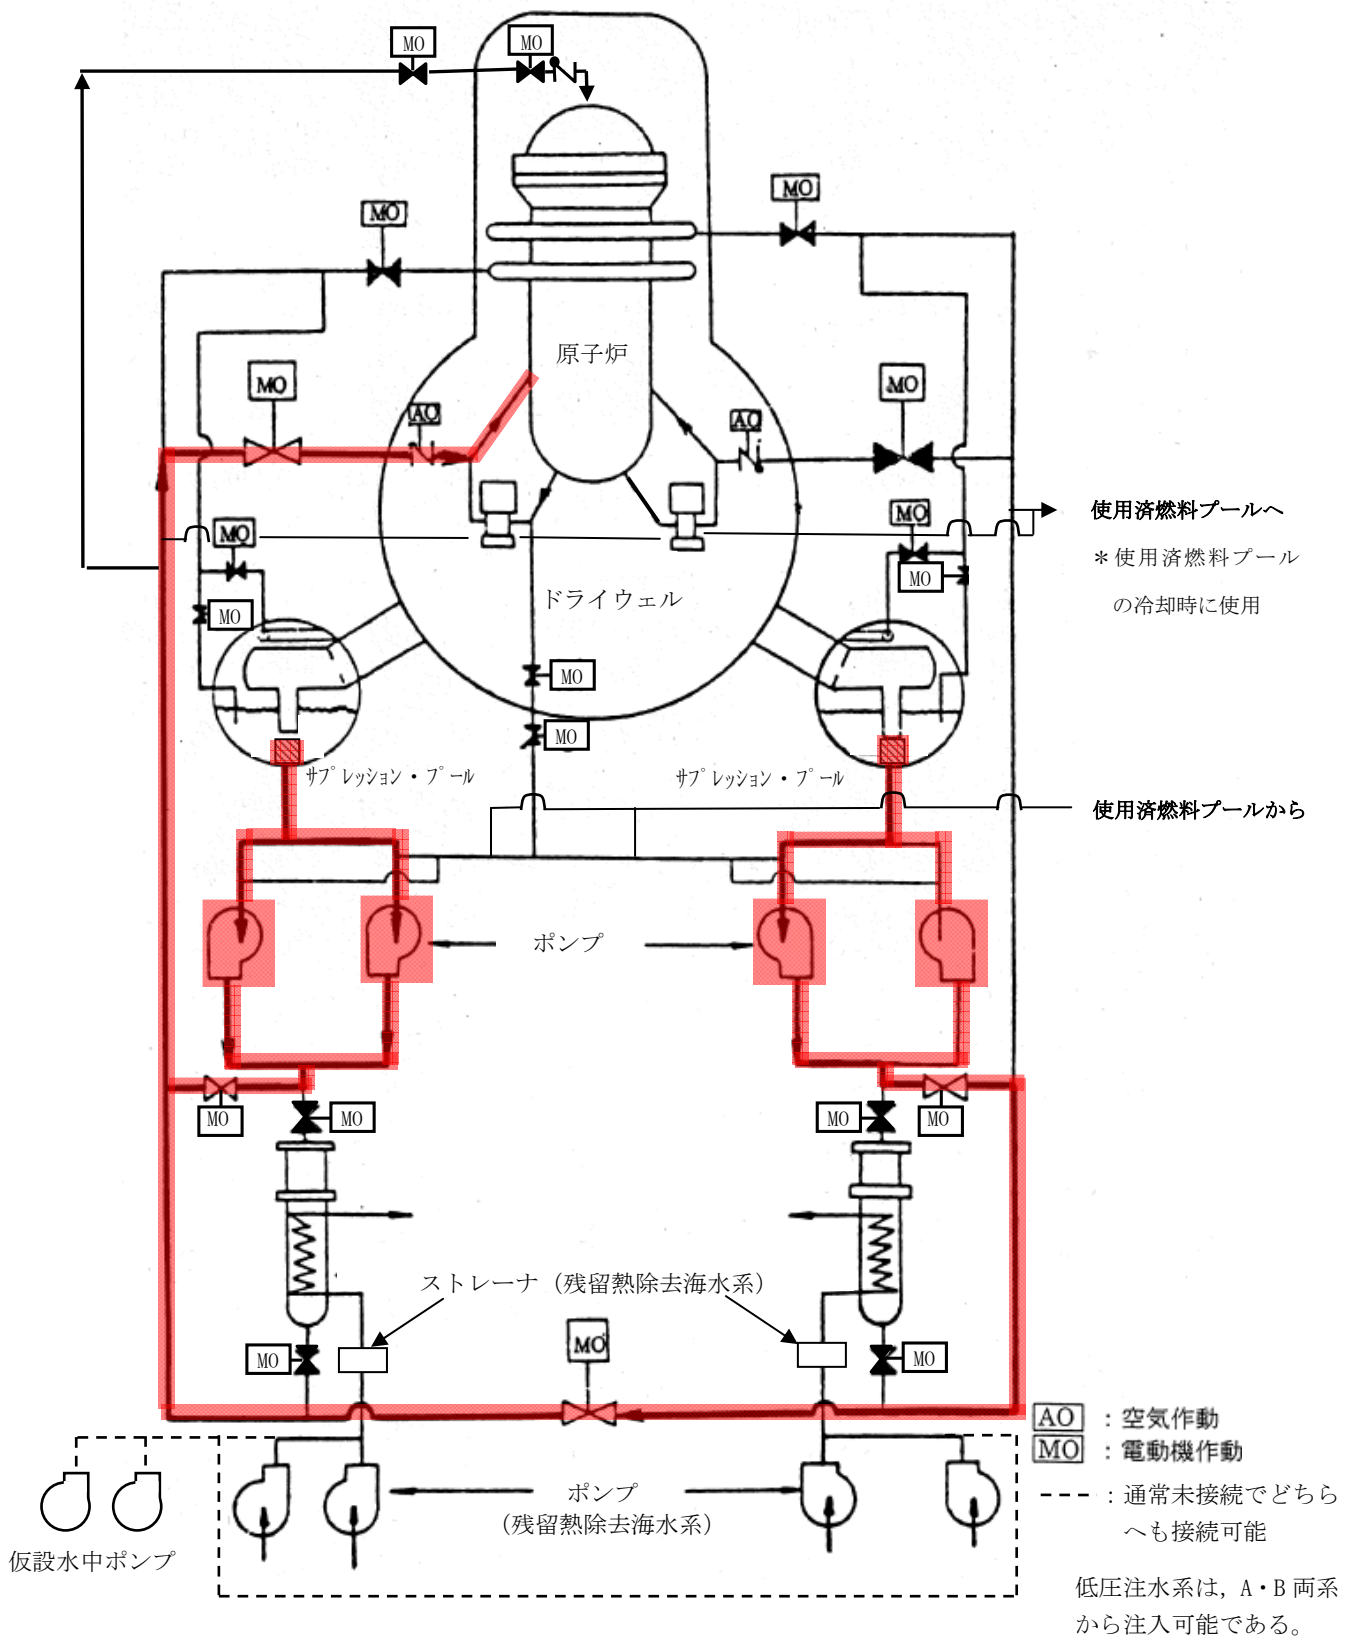 MO
MO
MO
MO
原子炉
MO
MO
AO
AO
MO
MO
使用済燃料プールへ
MO
＊使用済燃料プール
の冷却時に使用
ドライウェル
MO
MO
MO
サプレッション・プール
サプレッション・プール
使用済燃料プールから
ポンプ
MO
MO
MO
MO
ストレーナ（残留熱除去海水系）
MO
MO
MO
AO ：空気作動
MO ：電動機作動
：通常未接続でどちら
へも接続可能
ポンプ
（残留熱除去海水系）
仮設水中ポンプ
低圧注水系は，A・B 両系
から注入可能である。